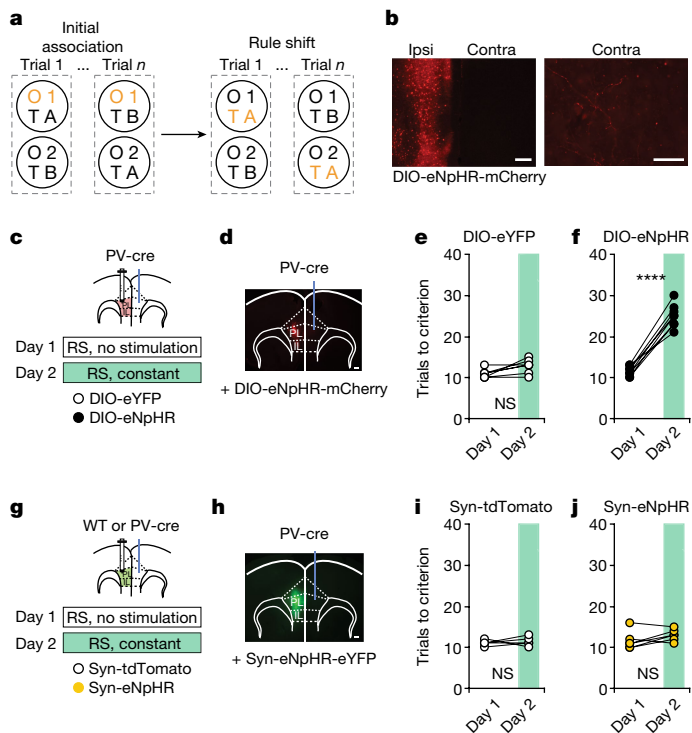 a
Initial association
Trial 1 ... Trial n
Rule shift
Trial 1 ... Trial n
O 1
T A
O 1
T B
O 1
T A
O 1
T B
O 2
T B
O 2
T A
O 2
T B
O 2
T A
b
Ipsi Contra Contra
DIO-eNpHR-mCherry
c
PV-cre
PL
IL
Day 1 RS, no stimulation
Day 2 RS, constant
DIO-eYFP
DIO-eNpHR
d
PV-cre
PL
IL
+ DIO-eNpHR-mCherry
e
DIO-eYFP
Trials to criterion
40
30
20
10
0
NS
Day 1 Day 2
f
DIO-eNpHR
40
30
20
10
0
****
Day 1 Day 2
g
WT or PV-cre
PL
IL
Day 1 RS, no stimulation
Day 2 RS, constant
Syn-tdTomato
Syn-eNpHR
h
PV-cre
PL
IL
+ Syn-eNpHR-eYFP
i
Syn-tdTomato
Trials to criterion
40
30
20
10
0
NS
Day 1 Day 2
j
Syn-eNpHR
40
30
20
10
0
NS
Day 1 Day 2